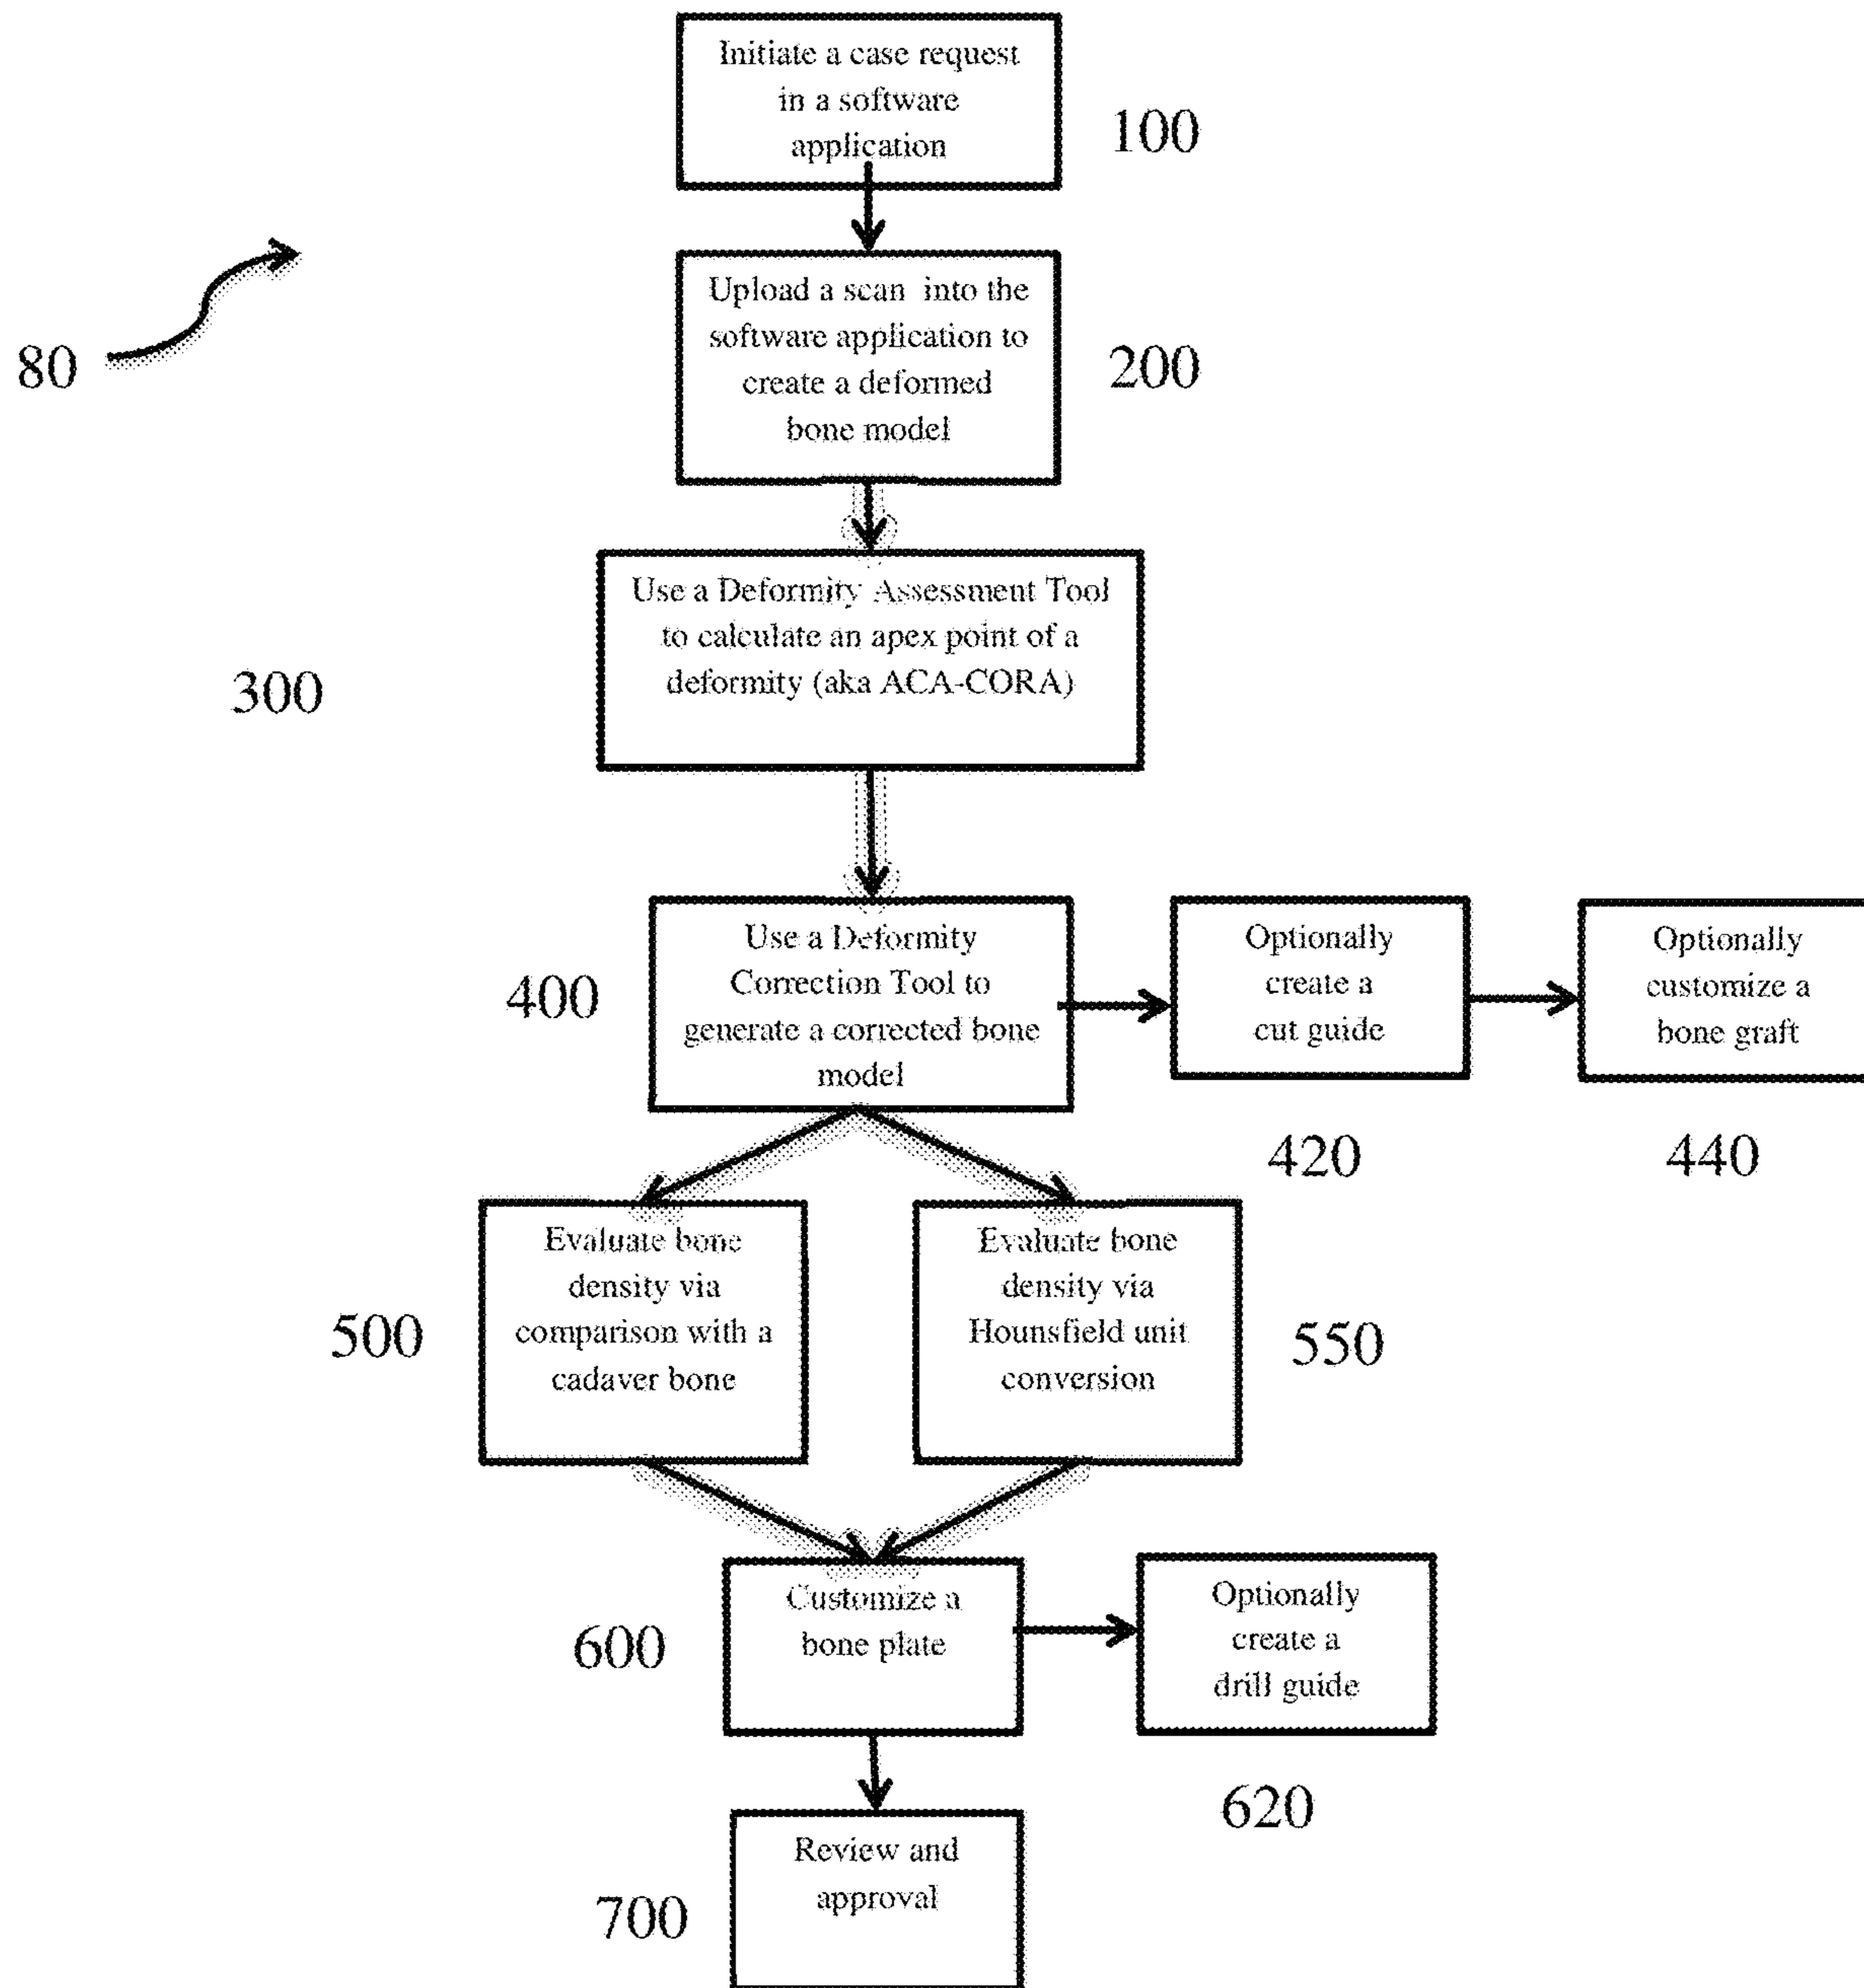 Initiate a case request
in a software
application
100
Upload a scan into the
software application to
create a deformed
bone model
200
80
Use a Deformity Assessment Tool
to calculate an apex point of a
deformity (aka ACA-CORA)
300
Use a Deformity
Correction Tool to
generate a corrected bone
model
400
Optionally
create a
cut guide
420
Optionally
customize a
bone graft
440
Evaluate bone
density via
comparison with a
cadaver bone
500
Evaluate bone
density via
Hounsfield unit
conversion
550
Customize a
bone plate
600
Optionally
create a
drill guide
620
Review and
approval
700